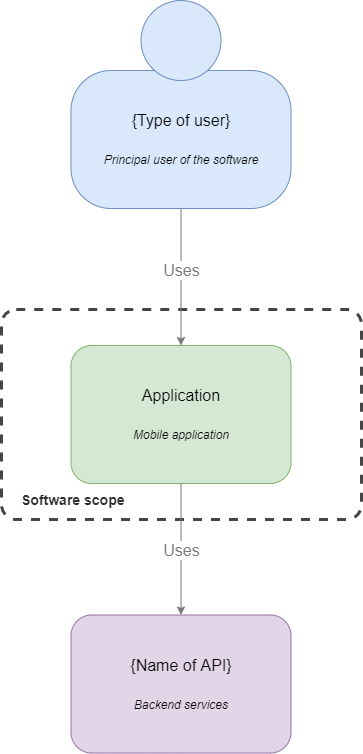 {Type of user}
Principal user of the software
Uses
Application
Mobile application
Software scope
Uses
{Name of API}
Backend services